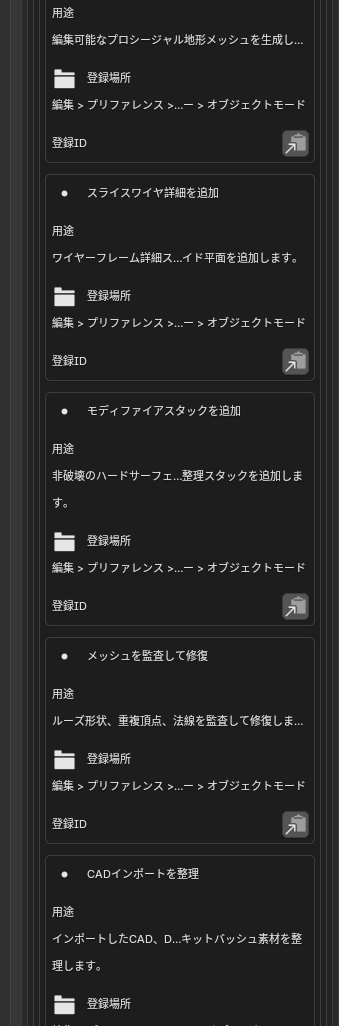 用途
編集可能なプロシージャル地形メッシュを生成し...
登録場所
編集 > プリファレンス >...ー > オブジェクトモード
登録ID
スライスワイヤ詳細を追加
用途
ワイヤーフレーム詳細ス...イド平面を追加します。
登録場所
編集 > プリファレンス >...ー > オブジェクトモード
登録ID
モディファイアスタックを追加
用途
非破壊のハードサーフェ...整理スタックを追加しま
す。
登録場所
編集 > プリファレンス >...ー > オブジェクトモード
登録ID
メッシュを監査して修復
用途
ルーズ形状、重複頂点、法線を監査して修復しま...
登録場所
編集 > プリファレンス >...ー > オブジェクトモード
登録ID
CADインポートを整理
用途
インポートしたCAD、D...キットバッシュ素材を整
理します。
登録場所